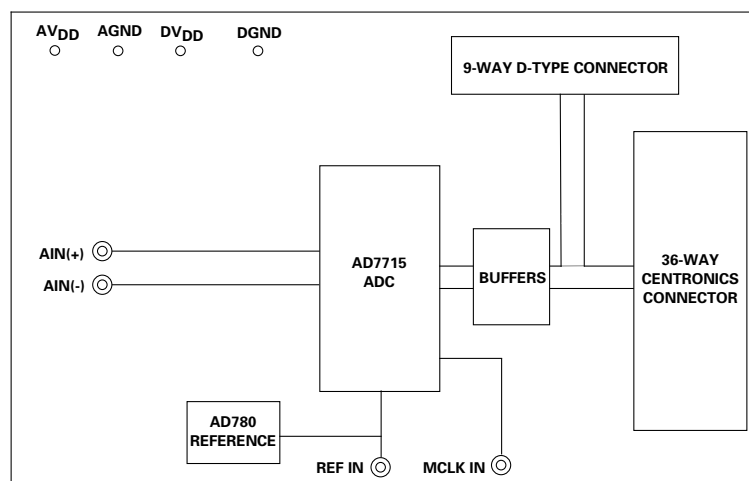 AVDD AGND DVDD DGND
9-WAY D-TYPE CONNECTOR
AIN(+)
AIN(-)
AD7715
ADC
BUFFERS
36-WAY
CENTRONICS
CONNECTOR
AD780
REFERENCE
REF IN
MCLK IN